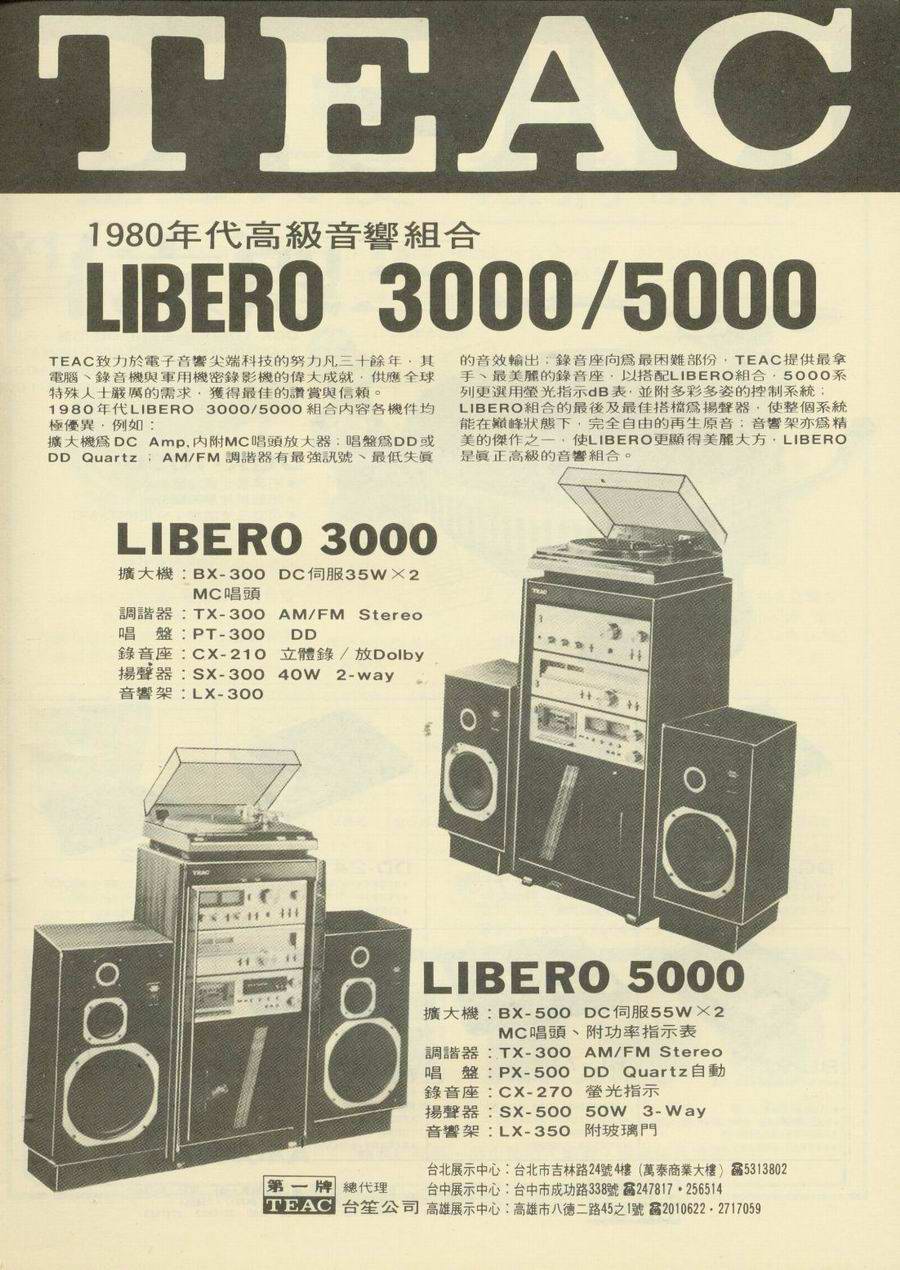 TEAC
1980年代高級音響組合
LIBERO 3000/5000
TEAC致力於電子音響尖端科技的努力凡三十餘年，其
電腦、錄音機與軍用機密錄影機的偉大成就，供應全球
特殊人士嚴厲的需求，獲得最佳的讚賞與信賴。
1980年代LIBERO 3000/5000組合內容各機件均
極優異，例如：
擴大機爲DC Amp,內附MC唱頭放大器；唱盤爲DD或
DD Quartz；AM/FM 調諧器有最強訊號、最低失眞
的音效輸出；錄音座向爲最困難部份，TEAC提供最拿
手、最美麗的錄音座，以搭配LIBERO組合，5000系
列更選用螢光指示dB表，並附多彩多姿的控制系統；
LIBERO組合的最後及最佳搭檔爲揚聲器，使整個系統
能在巔峰狀態下，完全自由的再生原音；音響架亦爲精
美的傑作之一，使LIBERO更顯得美麗大方，LIBERO
是眞正高級的音響組合。
LIBERO 3000
擴大機：BX-300 DC伺服35W×2
MC唱頭
調諧器：TX-300 AM/FM Stereo
唱　盤：PT-300 DD
錄音座：CX-210 立體錄／放Dolby
揚聲器：SX-300 40W 2-way
音響架：LX-300
TEAC
TEAC
LIBERO 5000
擴大機：BX-500 DC伺服55W×2
MC唱頭、附功率指示表
調諧器：TX-300 AM/FM Stereo
唱　盤：PX-500 DD Quartz自動
錄音座：CX-270 螢光指示
揚聲器：SX-500 50W 3-Way
音響架：LX-350 附玻璃門
第一牌
TEAC
總代理
台笙公司
台北展示中心：台北市吉林路24號4樓（萬泰商業大樓）☎5313802
台中展示中心：台中市成功路338號☎247817・256514
高雄展示中心：高雄市八德二路45之1號☎2010622・2717059